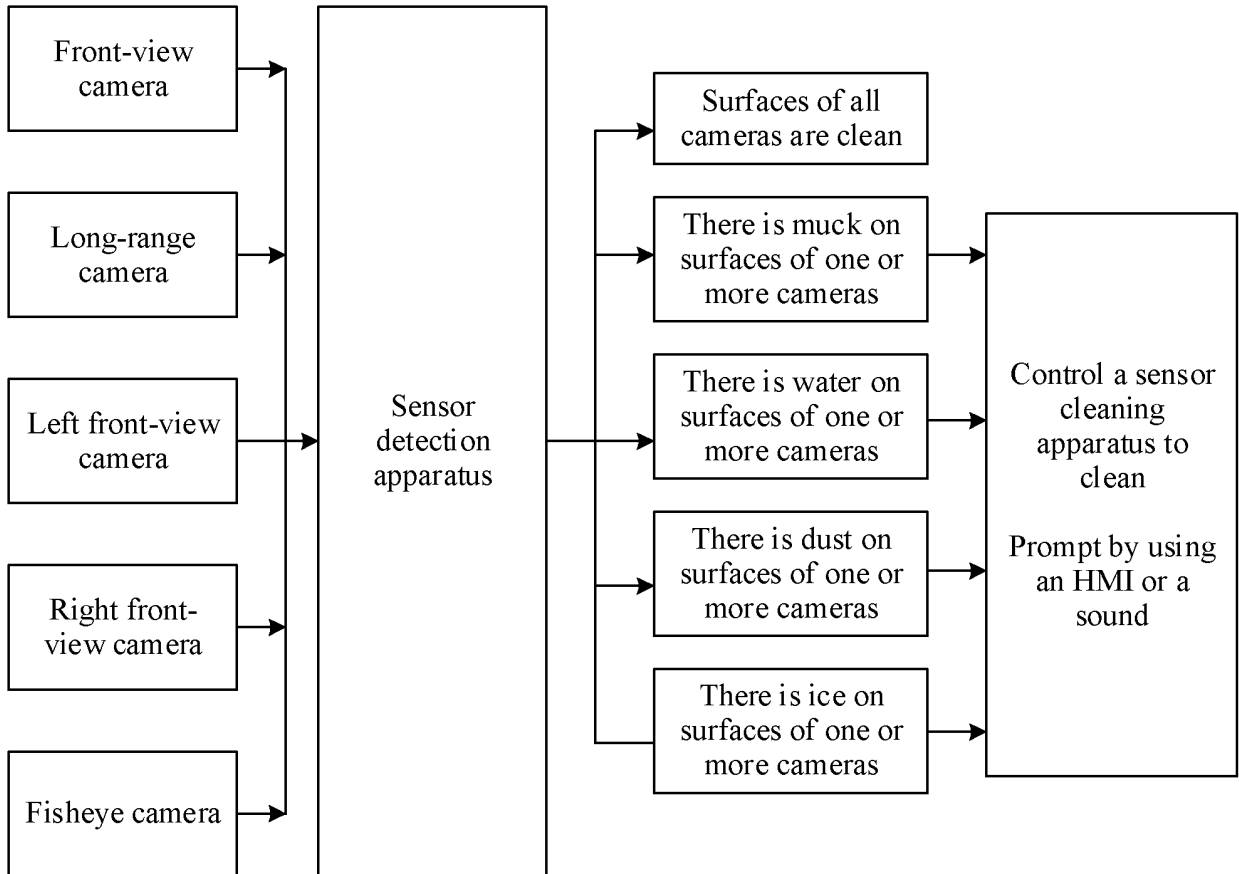 Front-view
camera
Long-range
camera
Left front-view
camera
Right front-
view camera
Fisheye camera
Sensor
detection
apparatus
Surfaces of all
cameras are clean
There is muck on
surfaces of one or
more cameras
There is water on
surfaces of one or
more cameras
There is dust on
surfaces of one or
more cameras
There is ice on
surfaces of one or
more cameras
Control a sensor
cleaning
apparatus to
clean
Prompt by using
an HMI or a
sound